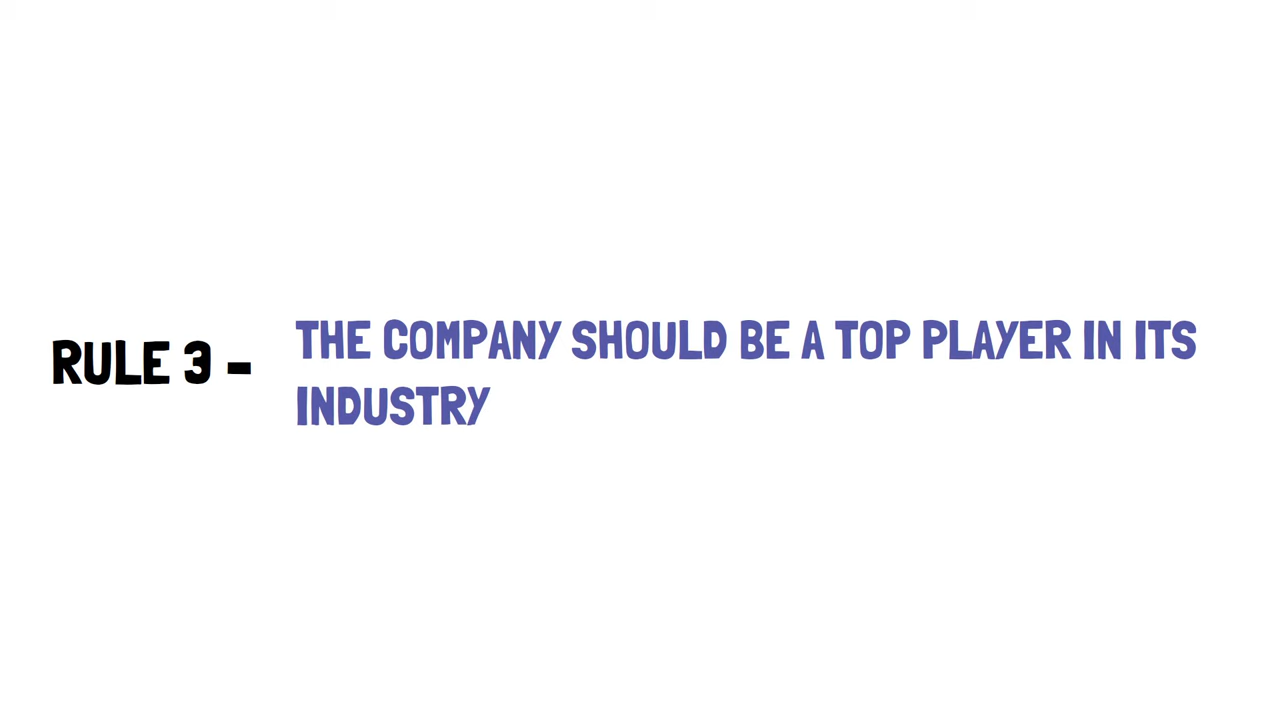 RULE 3 -
THE COMPANY SHOULD BE A TOP PLAYER IN ITS
INDUSTRY